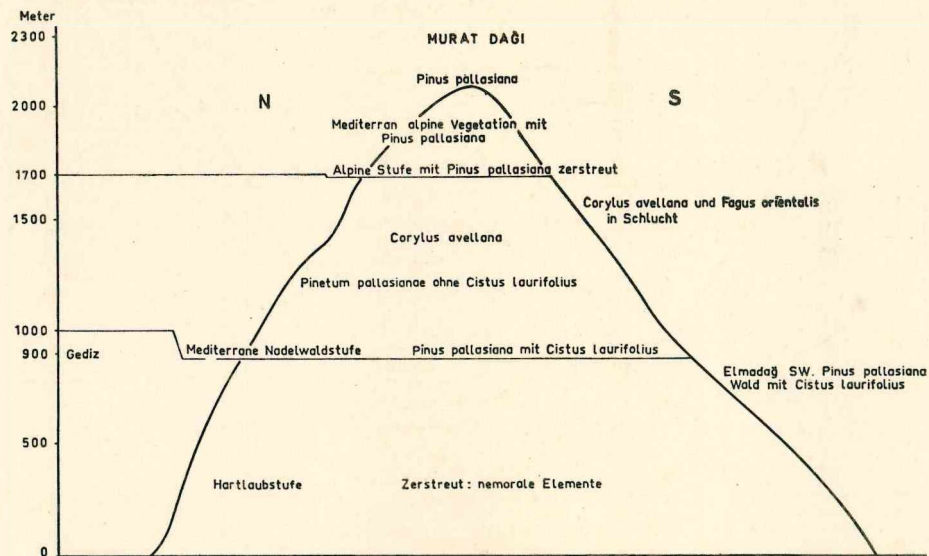 Meter
2300
MURAT DAĞI
Pinus pallasiana
N
S
2000
Mediterran alpine Vegetation mit
Pinus pallasiana
1700
Alpine Stufe mit Pinus pallasiana zerstreut
Corylus avellana und Fagus orientalis
in Schlucht
1500
Corylus avellana
Pinetum pallasianae ohne Cistus laurifolius
1000
Mediterrane Nadelwaldstufe
Pinus pallasiana mit Cistus laurifolius
900
Gediz
Elmadağ SW. Pinus pallasiana
Wald mit Cistus laurifolius
500
Hartlaubstufe
Zerstreut : nemorale Elemente
0